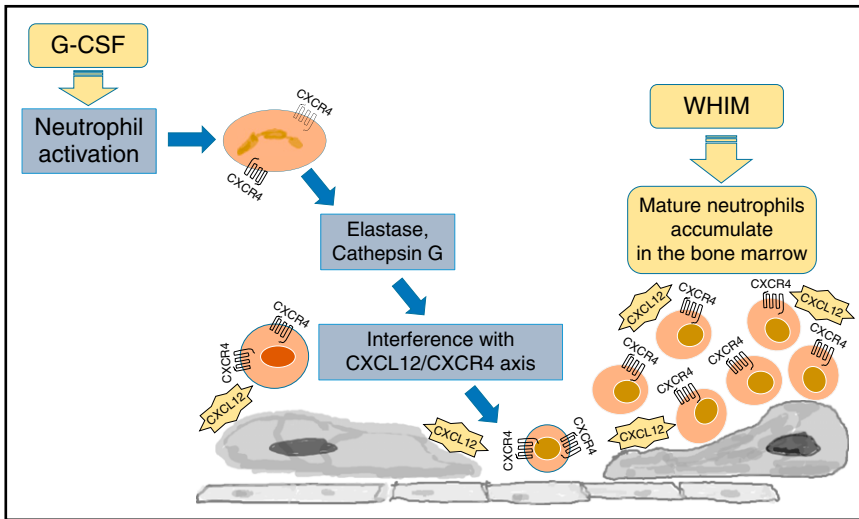 G-CSF
Neutrophil
activation
CXCR4
CXCR4
Elastase,
Cathepsin G
Interference with
CXCL12/CXCR4 axis
CXCR4
CXCR4
CXCL12
CXCL12
CXCR4
CXCR4
WHIM
Mature neutrophils
accumulate
in the bone marrow
CXCL12
CXCR4
CXCR4
CXCL12
CXCR4
CXCR4
CXCR4
CXCR4
CXCL12